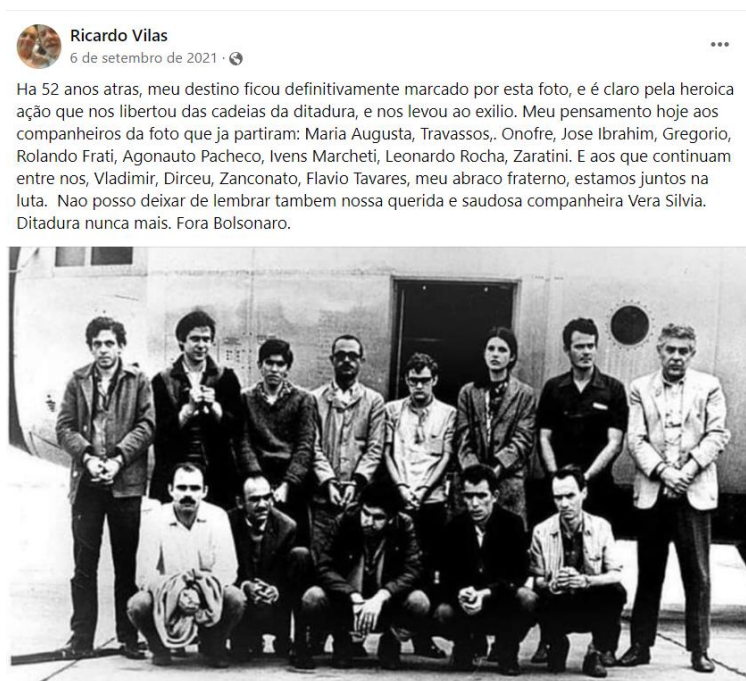 Ricardo Vilas
6 de setembro de 2021 ·
Ha 52 anos atras, meu destino ficou definitivamente marcado por esta foto, e é claro pela heroica
ação que nos libertou das cadeias da ditadura, e nos levou ao exilio. Meu pensamento hoje aos
companheiros da foto que ja partiram: Maria Augusta, Travassos,. Onofre, Jose Ibrahim, Gregorio,
Rolando Frati, Agonauto Pacheco, Ivens Marcheti, Leonardo Rocha, Zaratini. E aos que continuam
entre nos, Vladimir, Dirceu, Zanconato, Flavio Tavares, meu abraco fraterno, estamos juntos na
luta.  Nao posso deixar de lembrar tambem nossa querida e saudosa companheira Vera Silvia.
Ditadura nunca mais. Fora Bolsonaro.